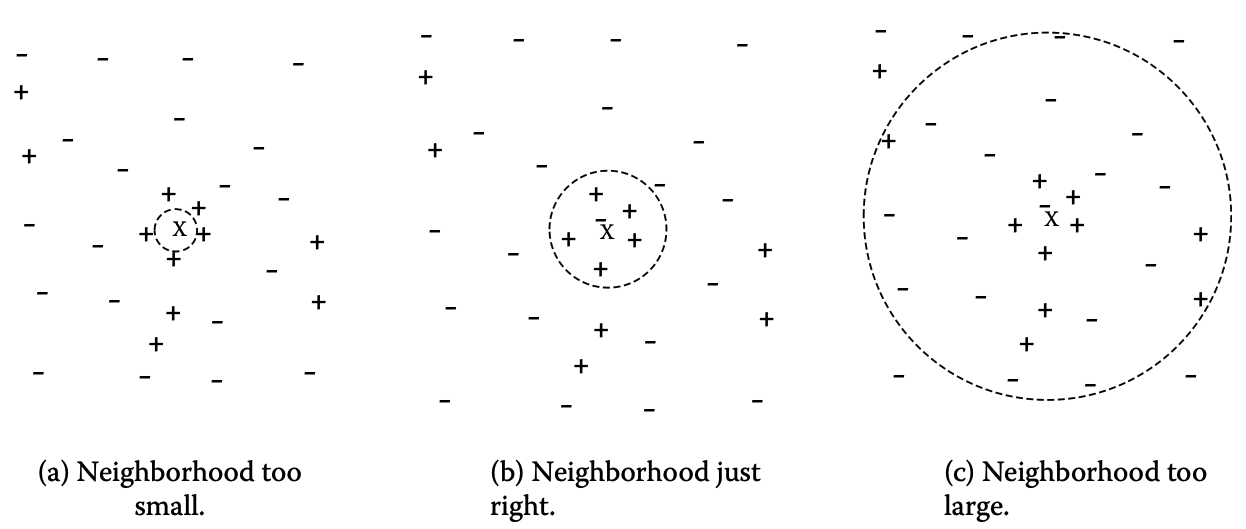 X
X
X
(a) Neighborhood too
small.
(b) Neighborhood just
right.
(c) Neighborhood too
large.